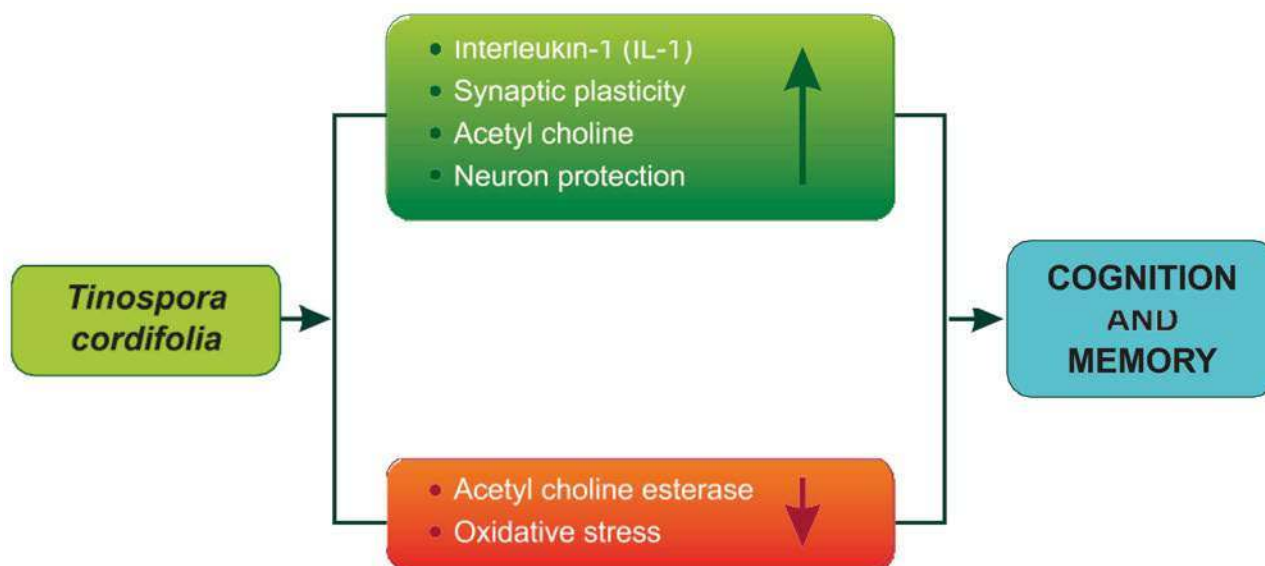 • Interleukin-1 (IL-1)
• Synaptic plasticity
• Acetyl choline
• Neuron protection
Tinospora
cordifolia
COGNITION
AND
MEMORY
• Acetyl choline esterase
• Oxidative stress